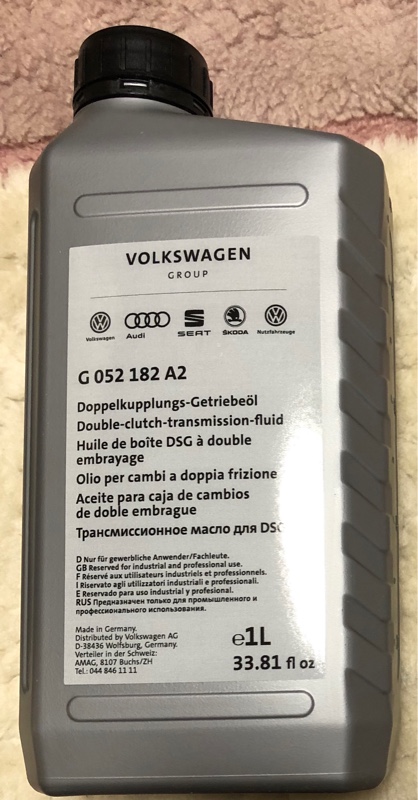 VOLKSWAGEN
GROUP
Volkswagen Audi SEAT ŠKODA Nutzfahrzeuge
G 052 182 A2
Doppelkupplungs-Getriebeöl
Double-clutch-transmission-fluid
Huile de boîte DSG à double
embrayage
Olio per cambi a doppia frizione
Aceite para caja de cambios
de doble embrague
Трансмиссионное масло для DSG
D Nur für gewerbliche Anwender/Fachleute.
GB Reserved for industrial and professional use.
F Réservé aux utilisateurs industriels et professionnels.
I Riservato agli utilizzatori industriali e professionali.
E Reservado para uso industrial y profesional.
RUS Предназначен только для промышленного и
профессионального использования.
Made in Germany.
Distributed by Volkswagen AG
D-38436 Wolfsburg, Germany.
Verteiler in der Schweiz:
AMAG, 8107 Buchs/ZH
Tel.: 044 846 11 11
℮1L
33.81 fl oz